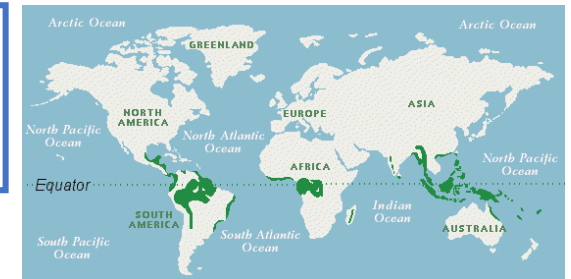 Arctic Ocean
Arctic Ocean
GREENLAND
NORTH
AMERICA
EUROPE
ASIA
North Pacific
Ocean
North Atlantic
Ocean
North Pacific
Ocean
AFRICA
Equator
SOUTH
AMERICA
Indian
Ocean
AUSTRALIA
South Pacific
Ocean
South Atlantic
Ocean